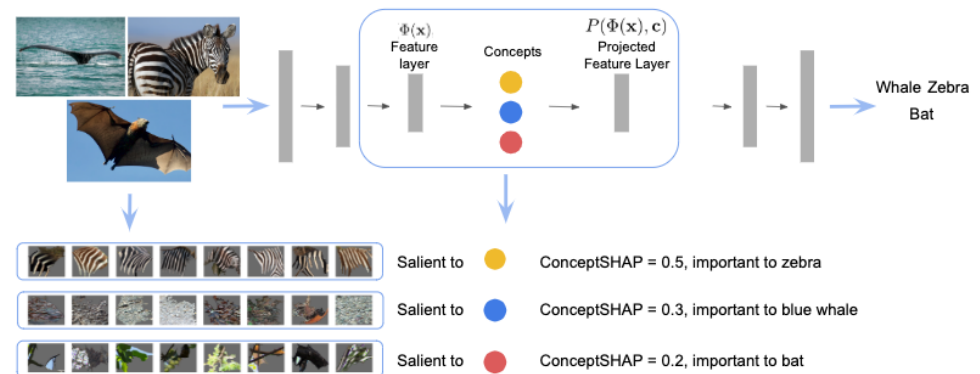 Φ(x)
Feature
layer
Concepts
P(Φ(x), c)
Projected
Feature Layer
Whale Zebra
Bat
Salient to
ConceptSHAP = 0.5, important to zebra
Salient to
ConceptSHAP = 0.3, important to blue whale
Salient to
ConceptSHAP = 0.2, important to bat